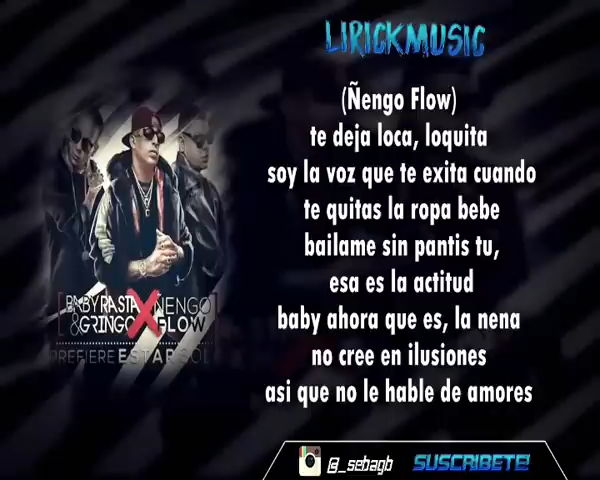 LIRICKMUSIC
(Ñengo Flow)
te deja loca, loquita
soy la voz que te exita cuando
te quitas la ropa bebe
bailame sin pantis tu,
esa es la actitud
baby ahora que es, la nena
no cree en ilusiones
asi que no le hable de amores
BABY RASTA X ÑENGO
& GRINGO FLOW
PREFIERE ESTAR SOL
@_sebagb SUSCRIBETE!